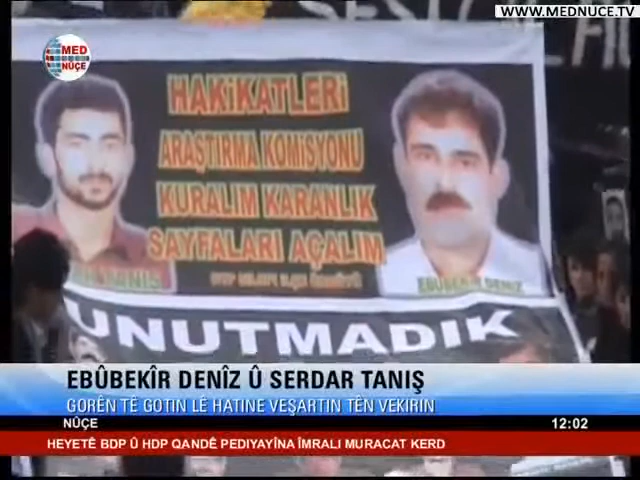 WWW.MEDNUCE.TV
MED
NÛÇE
HAKİKATLERİ
ARAŞTIRMA KOMİSYONU
KURALIM KARANLIK
SAYFALARI AÇALIM
TANIŞ
EBUBEKİR DENİZ
UNUTMADIK
EBÛBEKÎR DENÎZ Û SERDAR TANIŞ
GORÊN TÊ GOTIN LÊ HATINE VEŞARTIN TÊN VEKIRIN
NÛÇE
12:02
HEYETÊ BDP Û HDP QANDÊ PEDIYAYÎNA ÎMRALI MURACAT KERD